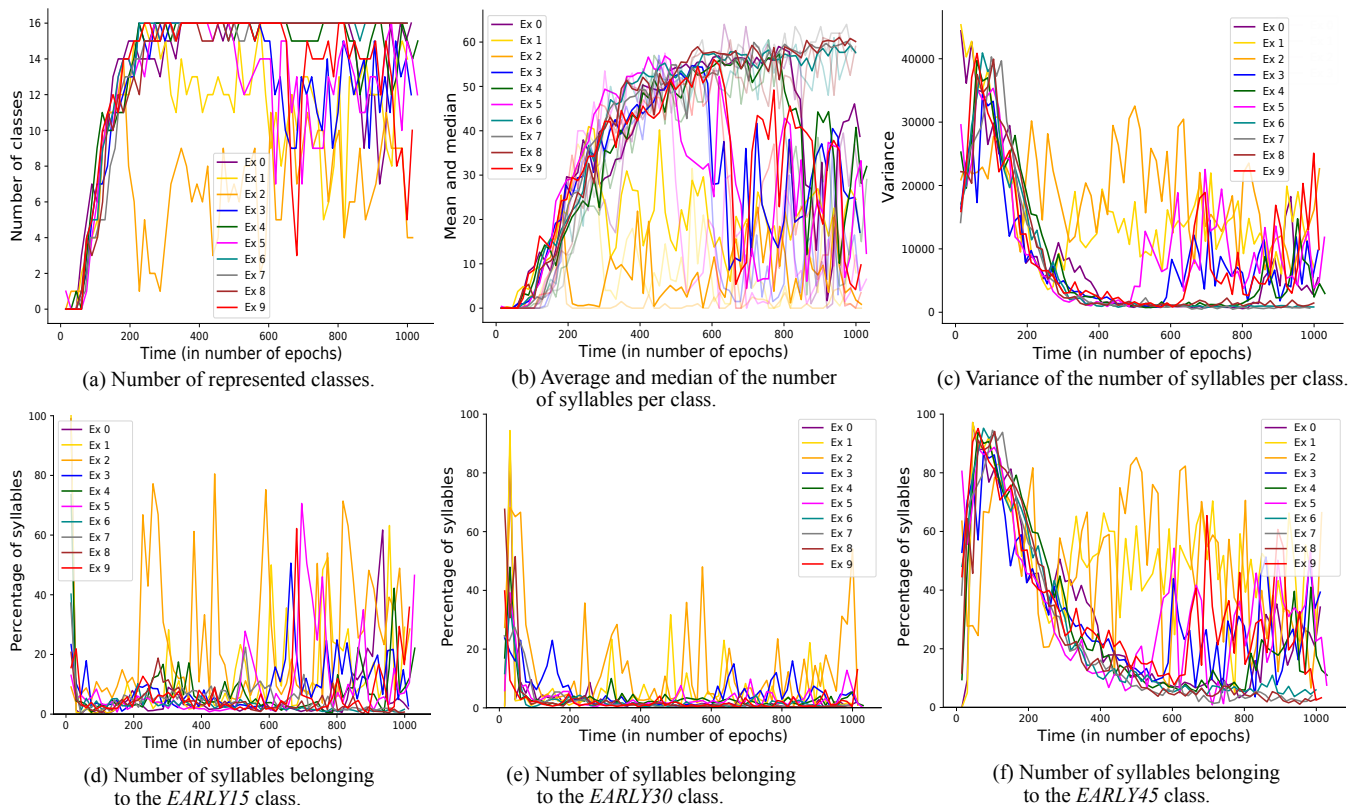 16
14
12
10
8
6
4
2
0
Number of classes
Ex 0
Ex 1
Ex 2
Ex 3
Ex 4
Ex 5
Ex 6
Ex 7
Ex 8
Ex 9
0 200 400 600 800 1000
Time (in number of epochs)
(a) Number of represented classes.
60
50
40
30
20
10
0
Mean and median
Ex 0
Ex 1
Ex 2
Ex 3
Ex 4
Ex 5
Ex 6
Ex 7
Ex 8
Ex 9
0 200 400 600 800 1000
Time (in number of epochs)
(b) Average and median of the number
of syllables per class.
40000
30000
20000
10000
0
Variance
Ex 0
Ex 1
Ex 2
Ex 3
Ex 4
Ex 5
Ex 6
Ex 7
Ex 8
Ex 9
0 200 400 600 800 1000
Time (in number of epochs)
(c) Variance of the number of syllables per class.
100
80
60
40
20
0
Percentage of syllables
Ex 0
Ex 1
Ex 2
Ex 3
Ex 4
Ex 5
Ex 6
Ex 7
Ex 8
Ex 9
0 200 400 600 800 1000
Time (in number of epochs)
(d) Number of syllables belonging
to the EARLY15 class.
100
80
60
40
20
0
Percentage of syllables
Ex 0
Ex 1
Ex 2
Ex 3
Ex 4
Ex 5
Ex 6
Ex 7
Ex 8
Ex 9
0 200 400 600 800 1000
Time (in number of epochs)
(e) Number of syllables belonging
to the EARLY30 class.
100
80
60
40
20
0
Percentage of syllables
Ex 0
Ex 1
Ex 2
Ex 3
Ex 4
Ex 5
Ex 6
Ex 7
Ex 8
Ex 9
0 200 400 600 800 1000
Time (in number of epochs)
(f) Number of syllables belonging
to the EARLY45 class.